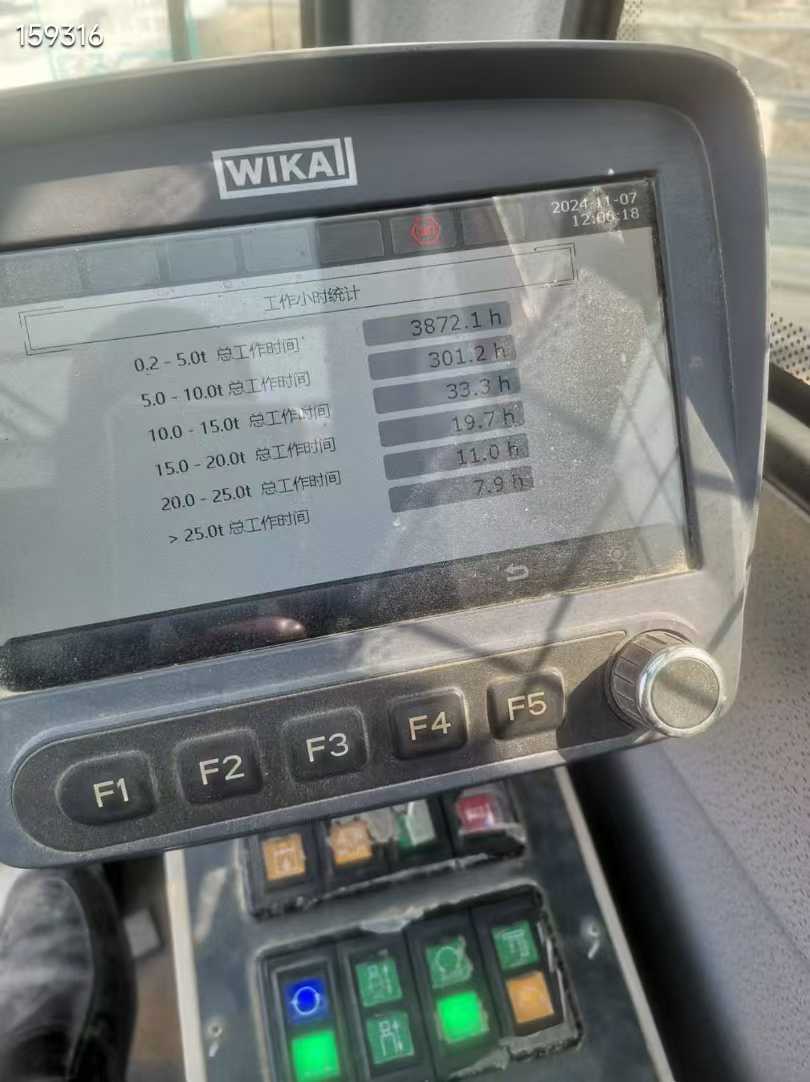 159316
WIKAI
2024-11-07
12:06:18
工作小时统计
0.2 - 5.0t 总工作时间 3872.1 h
5.0 - 10.0t 总工作时间 301.2 h
10.0 - 15.0t 总工作时间 33.3 h
15.0 - 20.0t 总工作时间 19.7 h
20.0 - 25.0t 总工作时间 11.0 h
> 25.0t 总工作时间 7.9 h
F1 F2 F3 F4 F5